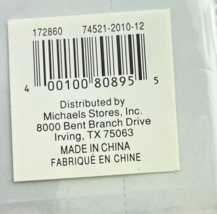 172860 74521-2010-12
4 00100 80895 5
Distributed by
Michaels Stores, Inc.
8000 Bent Branch Drive
Irving, TX 75063
MADE IN CHINA
FABRIQUÉ EN CHINE